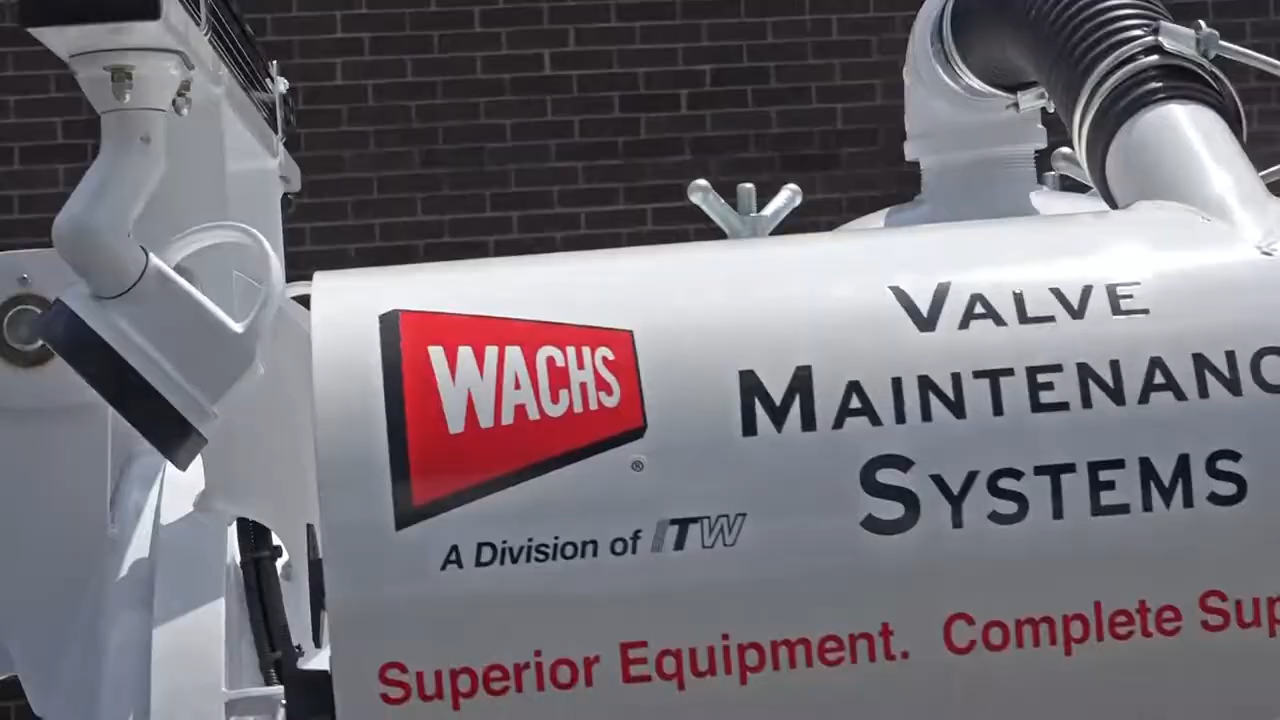 WACHS
®
A Division of ITW
VALVE
MAINTENANC
SYSTEMS
Superior Equipment. Complete Sup